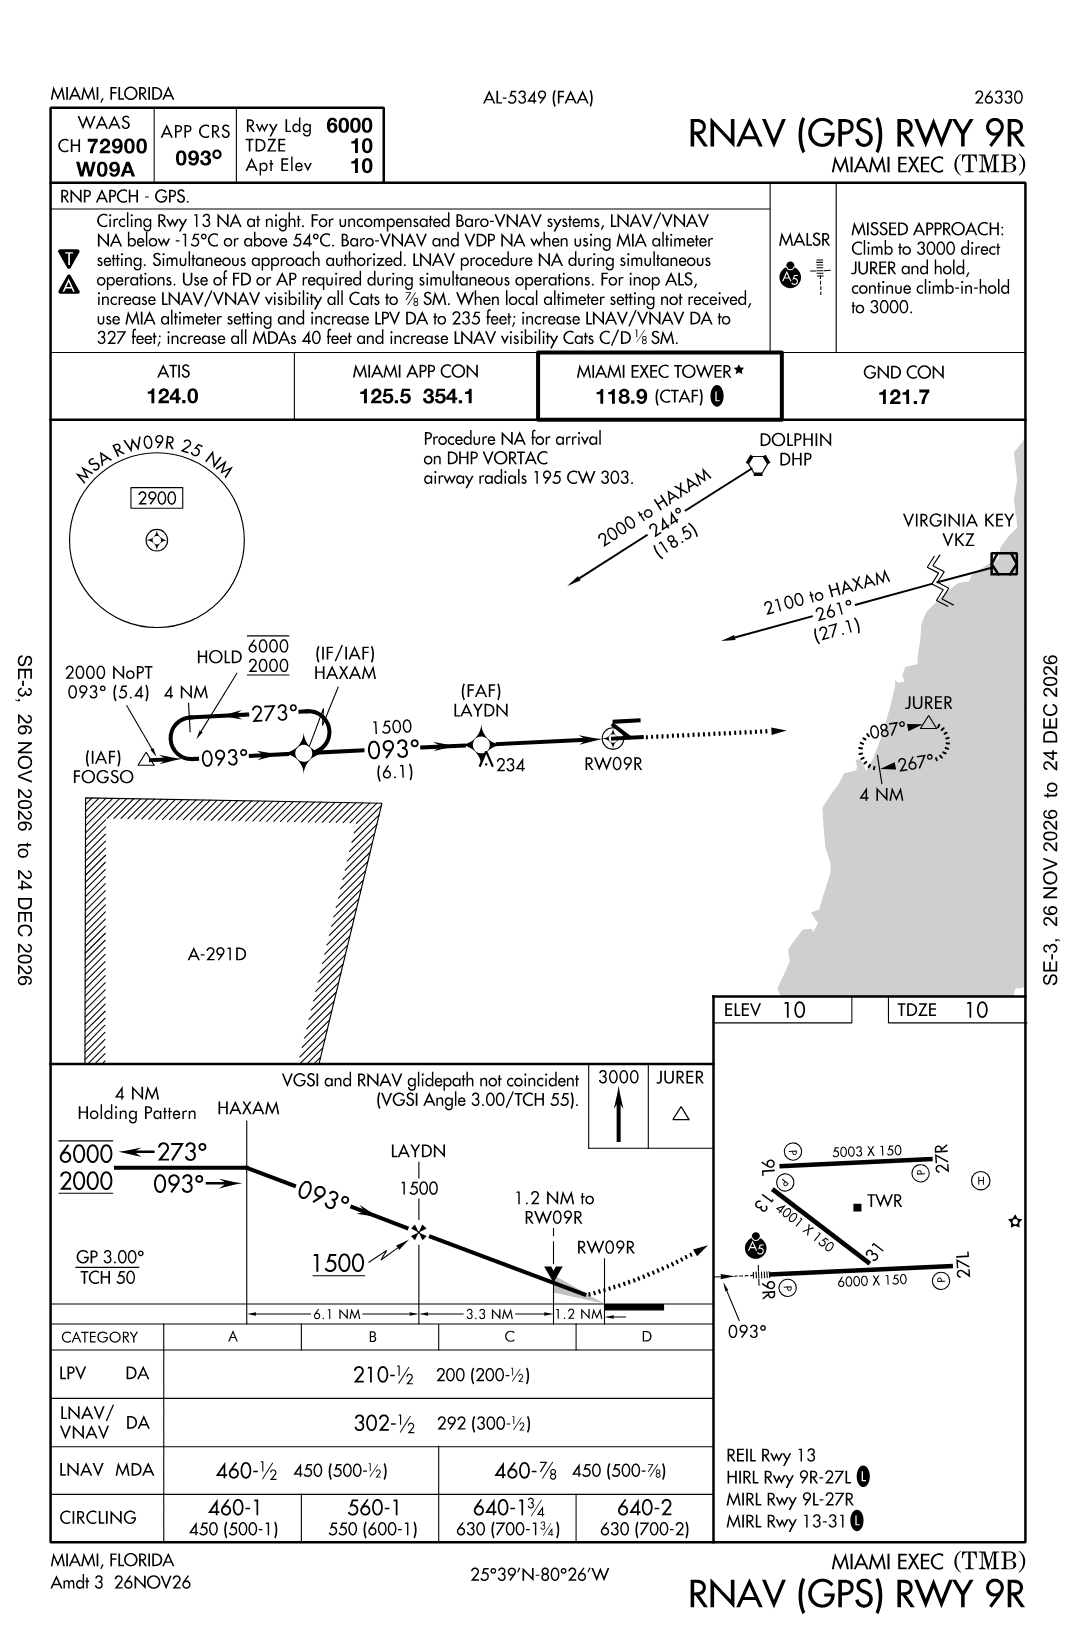 MIAMI, FLORIDA
AL-5349 (FAA)
26330
WAAS
CH 72900
W09A
APP CRS
093°
Rwy Ldg 6000
TDZE 10
Apt Elev 10
RNAV (GPS) RWY 9R
MIAMI EXEC (TMB)
RNP APCH - GPS.
T
A
Circling Rwy 13 NA at night. For uncompensated Baro-VNAV systems, LNAV/VNAV
NA below -15°C or above 54°C. Baro-VNAV and VDP NA when using MIA altimeter
setting. Simultaneous approach authorized. LNAV procedure NA during simultaneous
operations. Use of FD or AP required during simultaneous operations. For inop ALS,
increase LNAV/VNAV visibility all Cats to ⅞ SM. When local altimeter setting not received,
use MIA altimeter setting and increase LPV DA to 235 feet; increase LNAV/VNAV DA to
327 feet; increase all MDAs 40 feet and increase LNAV visibility Cats C/D ⅛ SM.
MALSR
A5
MISSED APPROACH:
Climb to 3000 direct
JURER and hold,
continue climb-in-hold
to 3000.
ATIS
124.0
MIAMI APP CON
125.5 354.1
MIAMI EXEC TOWER★
118.9 (CTAF) L
GND CON
121.7
MSA RW09R 25 NM
2900
Procedure NA for arrival
on DHP VORTAC
airway radials 195 CW 303.
DOLPHIN
DHP
2000 to HAXAM
244°
(18.5)
VIRGINIA KEY
VKZ
2100 to HAXAM
261°
(27.1)
2000 NoPT
093° (5.4)
4 NM
HOLD
6000
2000
(IF/IAF)
HAXAM
273°
093°
(IAF)
FOGSO
1500
093°
(6.1)
(FAF)
LAYDN
234
RW09R
JURER
087°
267°
4 NM
A-291D
SE-3, 26 NOV 2026 to 24 DEC 2026
SE-3, 26 NOV 2026 to 24 DEC 2026
ELEV 10
TDZE 10
VGSI and RNAV glidepath not coincident
(VGSI Angle 3.00/TCH 55).
3000
JURER
4 NM
Holding Pattern
HAXAM
6000
2000
273°
093°
093°
LAYDN
1500
1500
1.2 NM to
RW09R
RW09R
GP 3.00°
TCH 50
6.1 NM
3.3 NM
1.2 NM
9L
P
5003 X 150
P
27R
H
13
P
4001 X 150
31
TWR
A5
9R
P
6000 X 150
P
27L
093°
CATEGORY A B C D
LPV DA 210-½ 200 (200-½)
LNAV/
VNAV DA 302-½ 292 (300-½)
LNAV MDA 460-½ 450 (500-½) 460-⅞ 450 (500-⅞)
CIRCLING 460-1 560-1 640-1¾ 640-2
450 (500-1) 550 (600-1) 630 (700-1¾) 630 (700-2)
REIL Rwy 13
HIRL Rwy 9R-27L L
MIRL Rwy 9L-27R
MIRL Rwy 13-31 L
MIAMI, FLORIDA
Amdt 3 26NOV26
25°39'N-80°26'W
MIAMI EXEC (TMB)
RNAV (GPS) RWY 9R